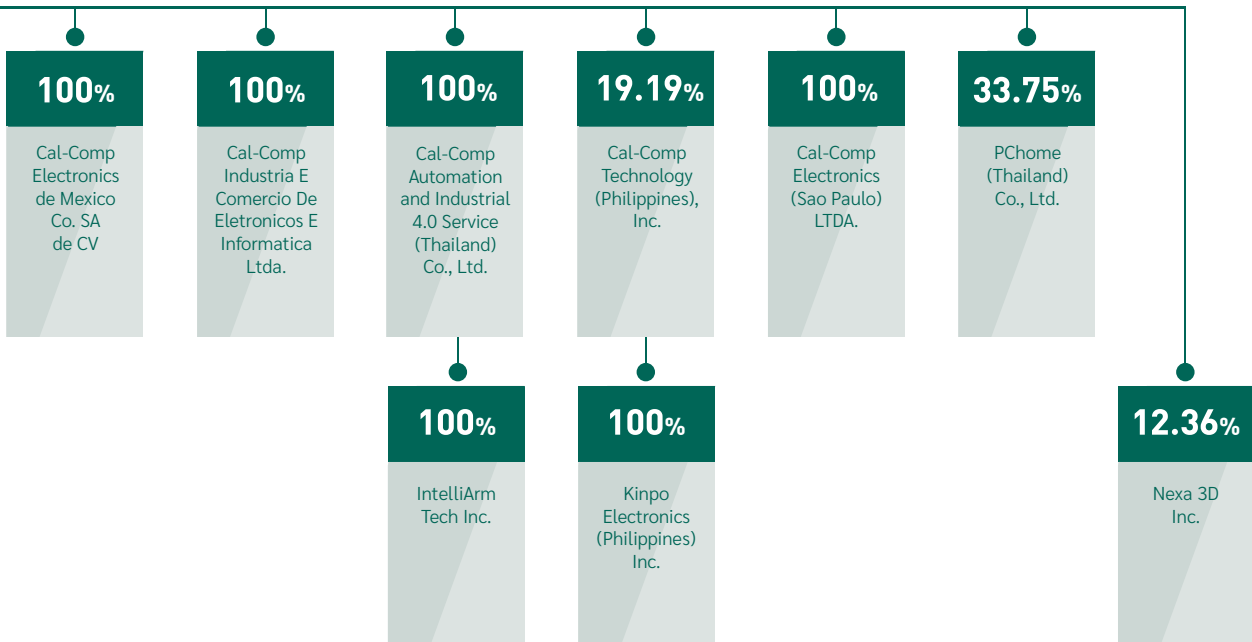 100%
Cal-Comp
Electronics
de Mexico
Co. SA
de CV
100%
Cal-Comp
Industria E
Comercio De
Eletronicos E
Informatica
Ltda.
100%
Cal-Comp
Automation
and Industrial
4.0 Service
(Thailand)
Co., Ltd.
19.19%
Cal-Comp
Technology
(Philippines),
Inc.
100%
Cal-Comp
Electronics
(Sao Paulo)
LTDA.
33.75%
PChome
(Thailand)
Co., Ltd.
100%
IntelliArm
Tech Inc.
100%
Kinpo
Electronics
(Philippines)
Inc.
12.36%
Nexa 3D
Inc.